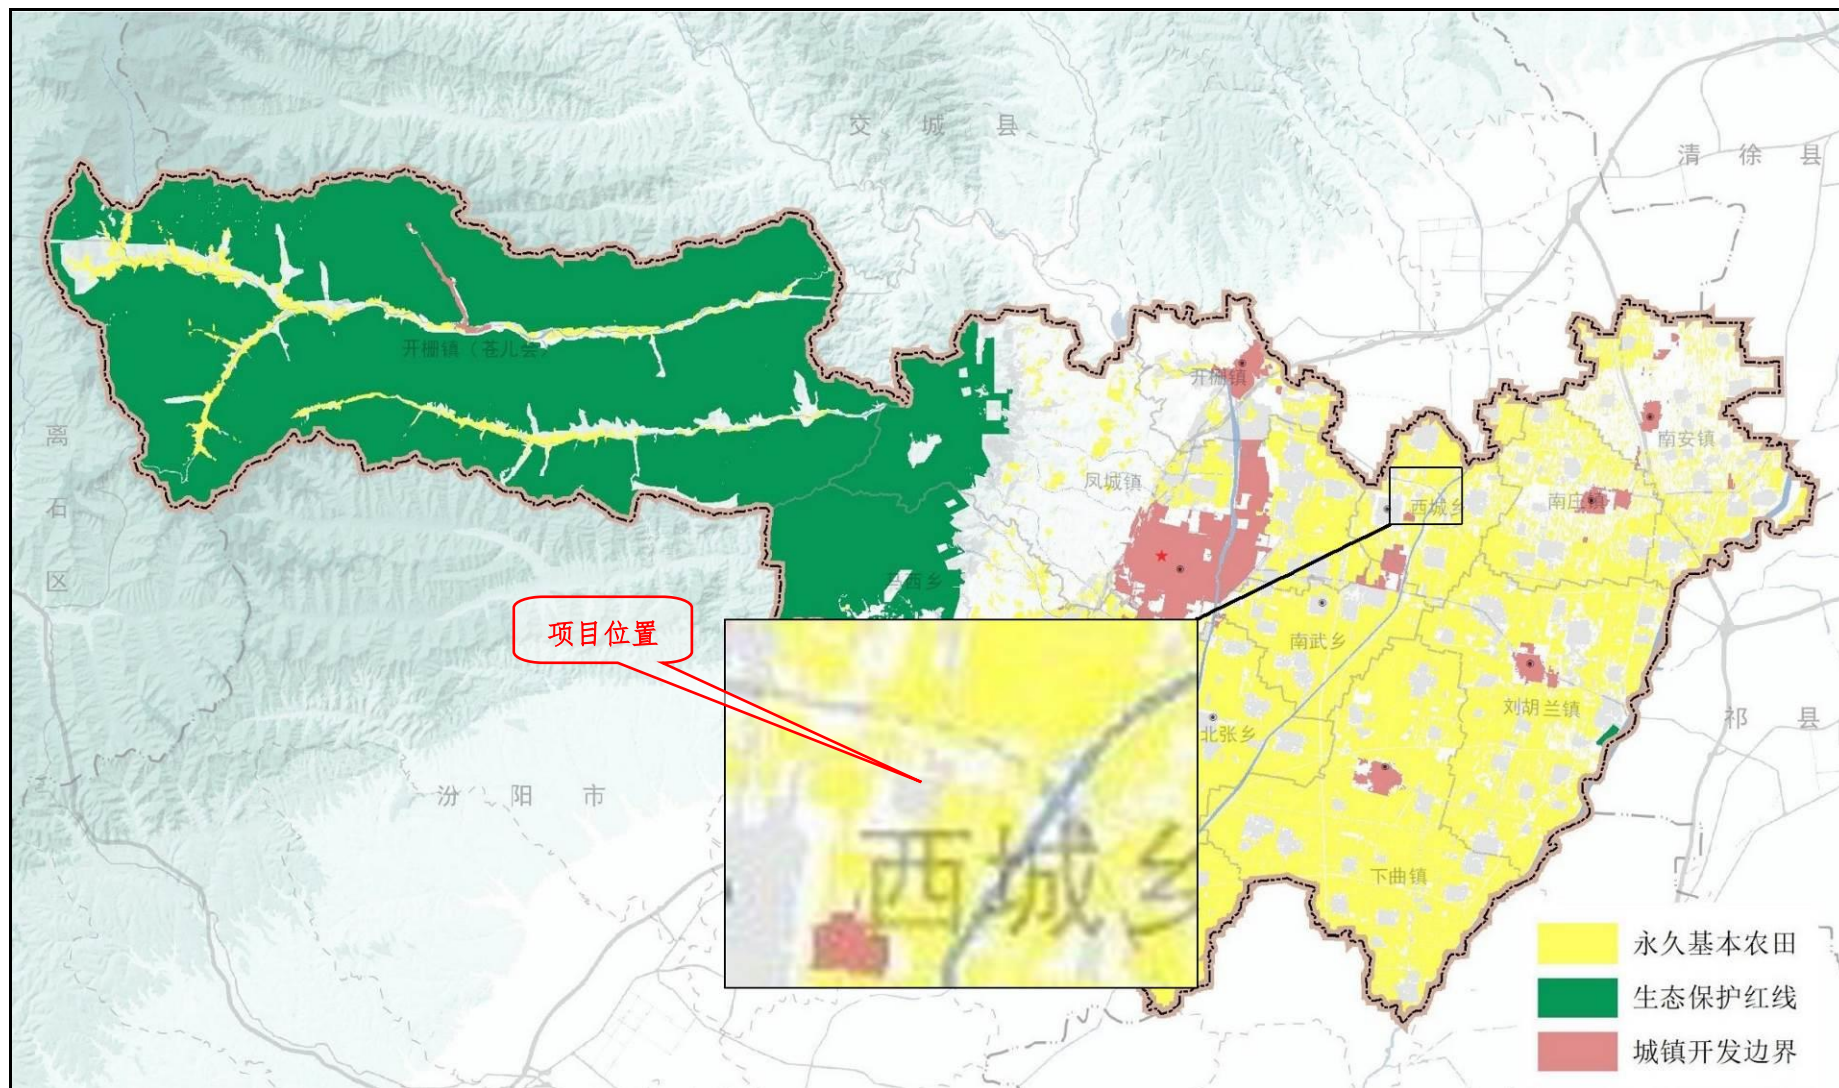 交城县
清徐县
开栅镇（苍儿会）
开栅镇
离石区
凤城镇
南安镇
南庄镇
西城乡
马西乡
项目位置
南武乡
刘胡兰镇
北张乡
祁县
汾阳市
西城乡
下曲镇
永久基本农田
生态保护红线
城镇开发边界